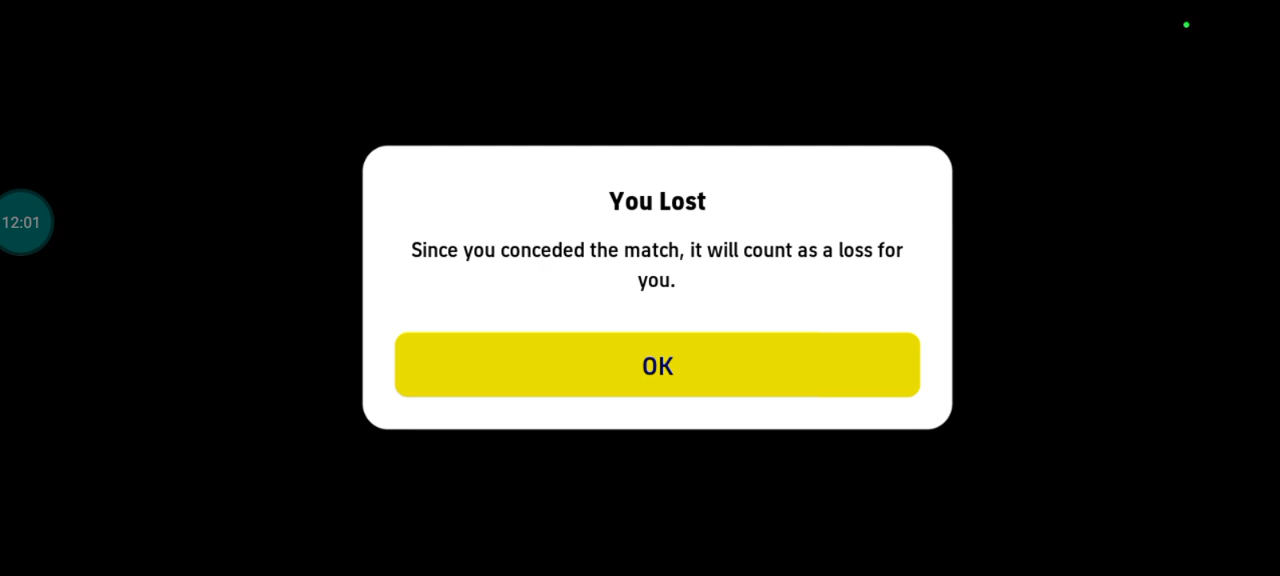 You Lost
Since you conceded the match, it will count as a loss for
you.
12:01
OK